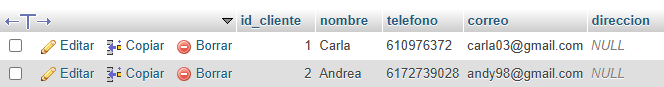 id_cliente nombre telefono correo direccion
Editar Copiar Borrar 1 Carla 610976372 carla03@gmail.com NULL
Editar Copiar Borrar 2 Andrea 6172739028 andy98@gmail.com NULL